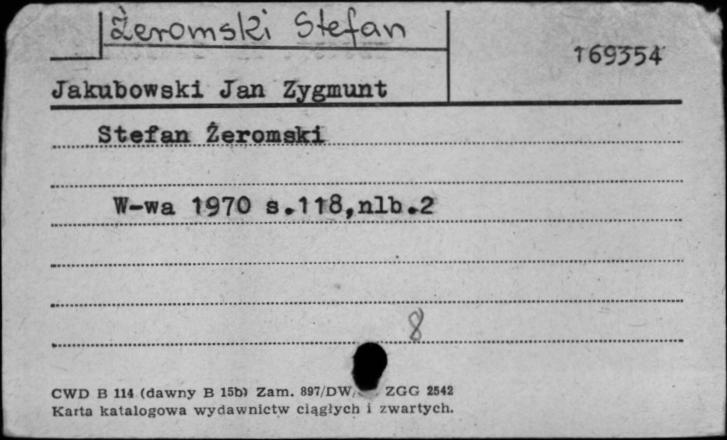 Żeromski Stefan
169354
Jakubowski Jan Zygmunt
Stefan Żeromski
W-wa 1970 s.118,nlb.2
8
CWD B 114 (dawny B 15b) Zam. 897/DW/ ZGG 2542
Karta katalogowa wydawnictw ciągłych i zwartych.